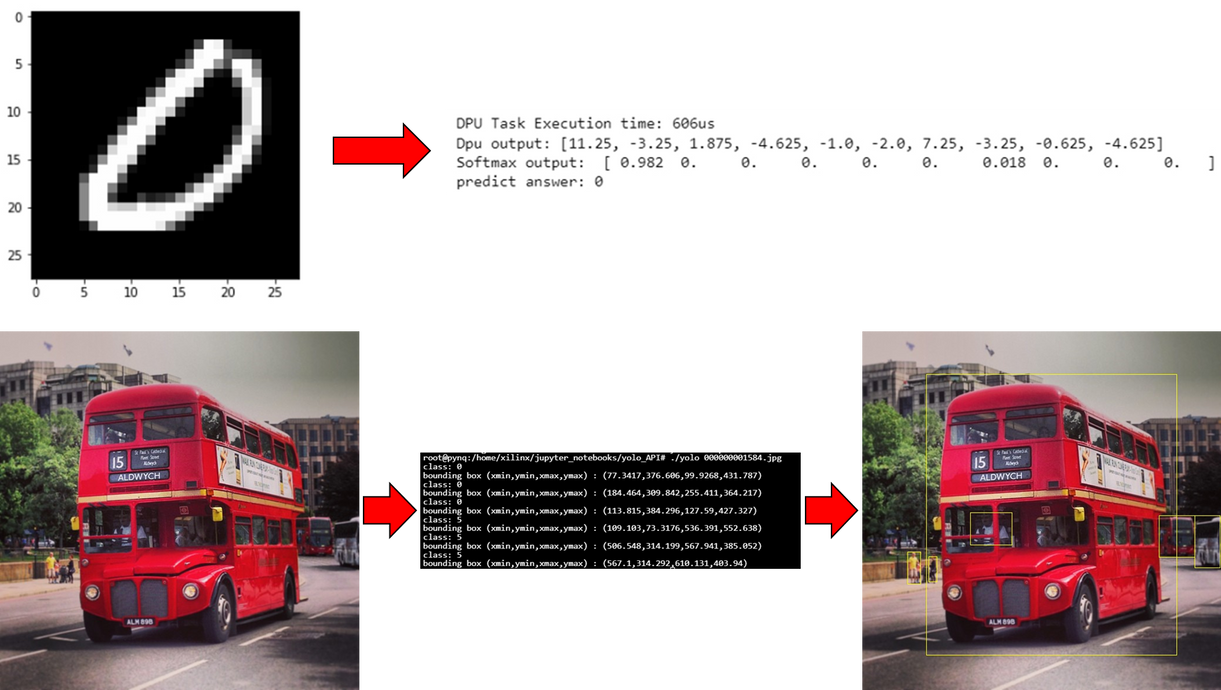 0
5
10
15
20
25
0 5 10 15 20 25
DPU Task Execution time: 606us
Dpu output: [11.25, -3.25, 1.875, -4.625, -1.0, -2.0, 7.25, -3.25, -0.625, -4.625]
Softmax output: [ 0.982 0. 0. 0. 0. 0. 0.018 0. 0. 0. ]
predict answer: 0
15
ALDWYCH
ALM 89B
root@pynq:/home/xilinx/jupyter_notebooks/yolo_API# ./yolo 000000001584.jpg
class: 0
bounding box (xmin,ymin,xmax,ymax) : (77.3417,376.606,99.9268,431.787)
class: 0
bounding box (xmin,ymin,xmax,ymax) : (184.464,309.842,255.411,364.217)
class: 0
bounding box (xmin,ymin,xmax,ymax) : (113.815,384.296,127.59,427.327)
class: 5
bounding box (xmin,ymin,xmax,ymax) : (109.103,73.3176,536.391,552.638)
class: 5
bounding box (xmin,ymin,xmax,ymax) : (506.548,314.199,567.941,385.052)
class: 5
bounding box (xmin,ymin,xmax,ymax) : (567.1,314.292,610.131,403.94)
15
ALDWYCH
ALM 89B